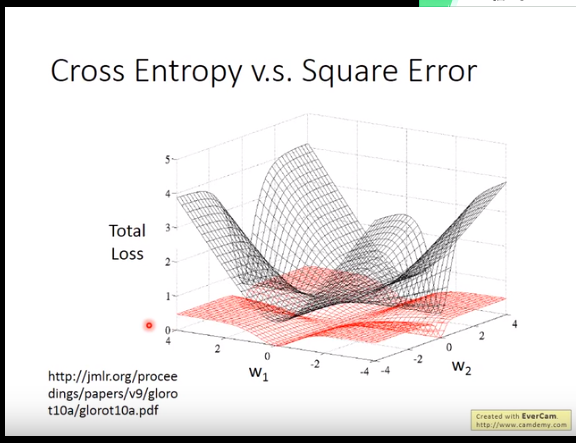 Cross Entropy v.s. Square Error
5
4
3
2
1
0
Total
Loss
4
2
0
-2
-4
-4
-2
0
2
4
w1
w2
http://jmlr.org/procee
dings/papers/v9/gloro
t10a/glorot10a.pdf
Created with EverCam.
http://www.camdemy.com